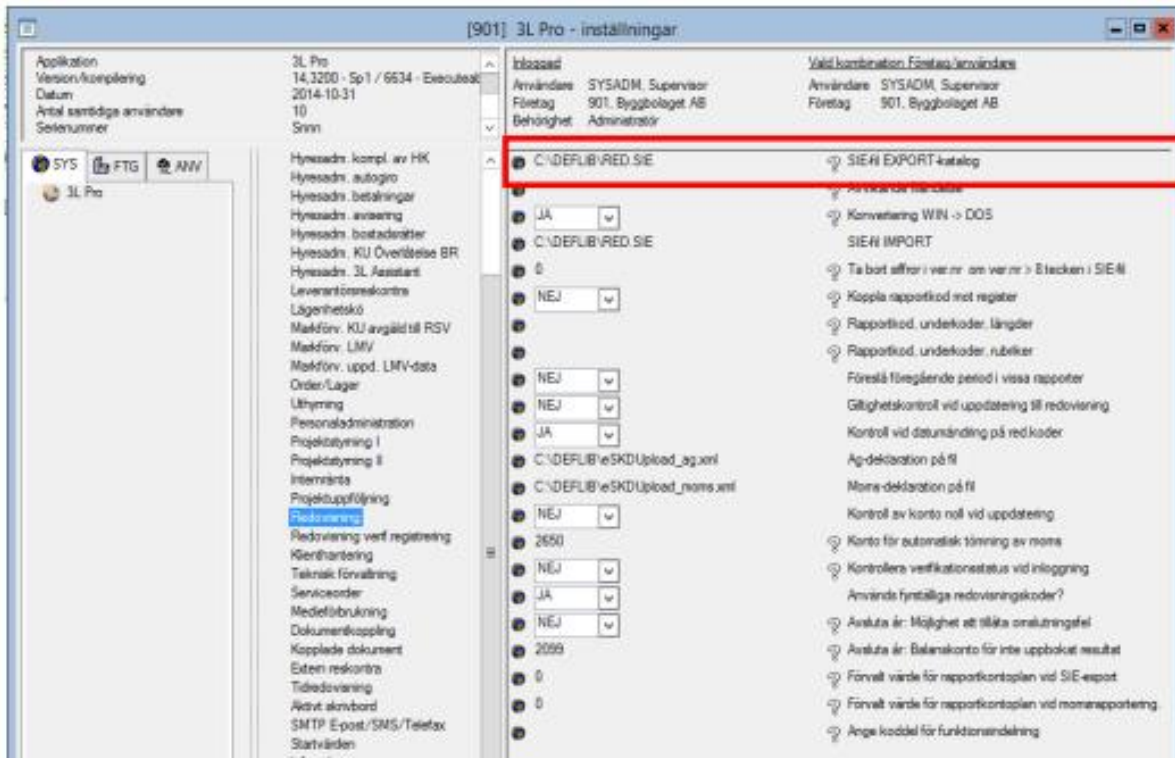 [901] 3L Pro - inställningar
Applikation 3L Pro
Version/kompilering 14.3200 - Sp1 / 6634 - Executeab
Datum 2014-10-31
Antal samtidiga användare 10
Serienummer
Inloggad
Användare SYSADM, Supervisor
Företag 901, Byggbolaget AB
Behörighet Administratör
Vald kombination Företag/användare
Användare SYSADM, Supervisor
Företag 901, Byggbolaget AB
SYS FTG ANV
3L Pro
Hyresadm. kompl. av HK
Hyresadm. autogiro
Hyresadm. betalningar
Hyresadm. avisering
Hyresadm. bostadsrätter
Hyresadm. KU Överlåtelse BR
Hyresadm. 3L Assistant
Leverantörsreskontra
Lägenhetskö
Markförv. KU avgäld till RSV
Markförv. LMV
Markförv. uppd. LMV-data
Order/Lager
Uthyrning
Personaladministration
Projektstyrning I
Projektstyrning II
Internränta
Projektuppföljning
Redovisning
Redovisning verif registrering
Klienthantering
Teknisk förvaltning
Serviceorder
Medieförbrukning
Dokumentkoppling
Kopplade dokument
Extern reskontra
Tidredovisning
Aktivt skrivbord
SMTP E-post/SMS/Telefax
Startvärden
C:\DEFLIB\RED.SIE SIE-fil EXPORT-katalog
JA Konvertering WIN -> DOS
C:\DEFLIB\RED.SIE SIE-fil IMPORT
0 Ta bort siffror i ver.nr om ver.nr > 8 tecken i SIE-fil
NEJ Koppla rapportkod mot register
Rapportkod, underkoder, längder
Rapportkod, underkoder, rubriker
NEJ Föreslå föregående period i vissa rapporter
NEJ Giltighetskontroll vid uppdatering till redovisning
JA Kontroll vid datumändring på red.koder
C:\DEFLIB\eSKDUpload_ag.xml Ag-deklaration på fil
C:\DEFLIB\eSKDUpload_moms.xml Moms-deklaration på fil
NEJ Kontroll av konto noll vid uppdatering
2650 Konto för automatisk tömning av moms
NEJ Kontrollera verifikationsstatus vid inloggning
JA Används fyrställiga redovisningskoder?
NEJ Avsluta år: Möjlighet att tillåta omslutningsfel
2099 Avsluta år: Balanskonto för inte uppbokat resultat
0 Förvalt värde för rapportkontoplan vid SIE-export
0 Förvalt värde för rapportkontoplan vid momsrapportering.
Ange koddel för funktionsindelning